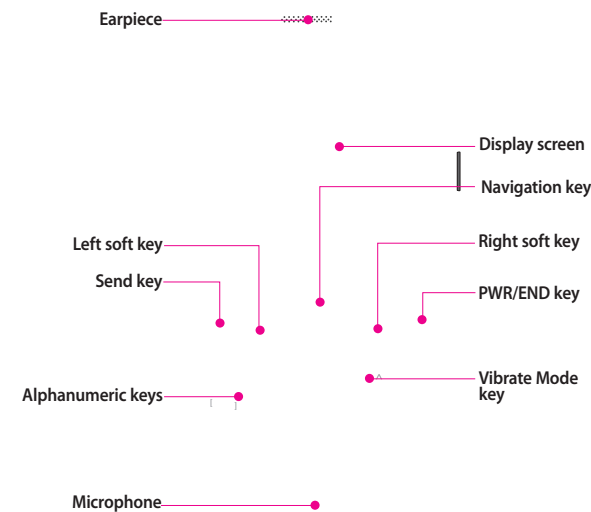 Earpiece
Display screen
Navigation key
Left soft key
Right soft key
Send key
PWR/END key
Vibrate Mode
key
Alphanumeric keys
[ ]
Microphone